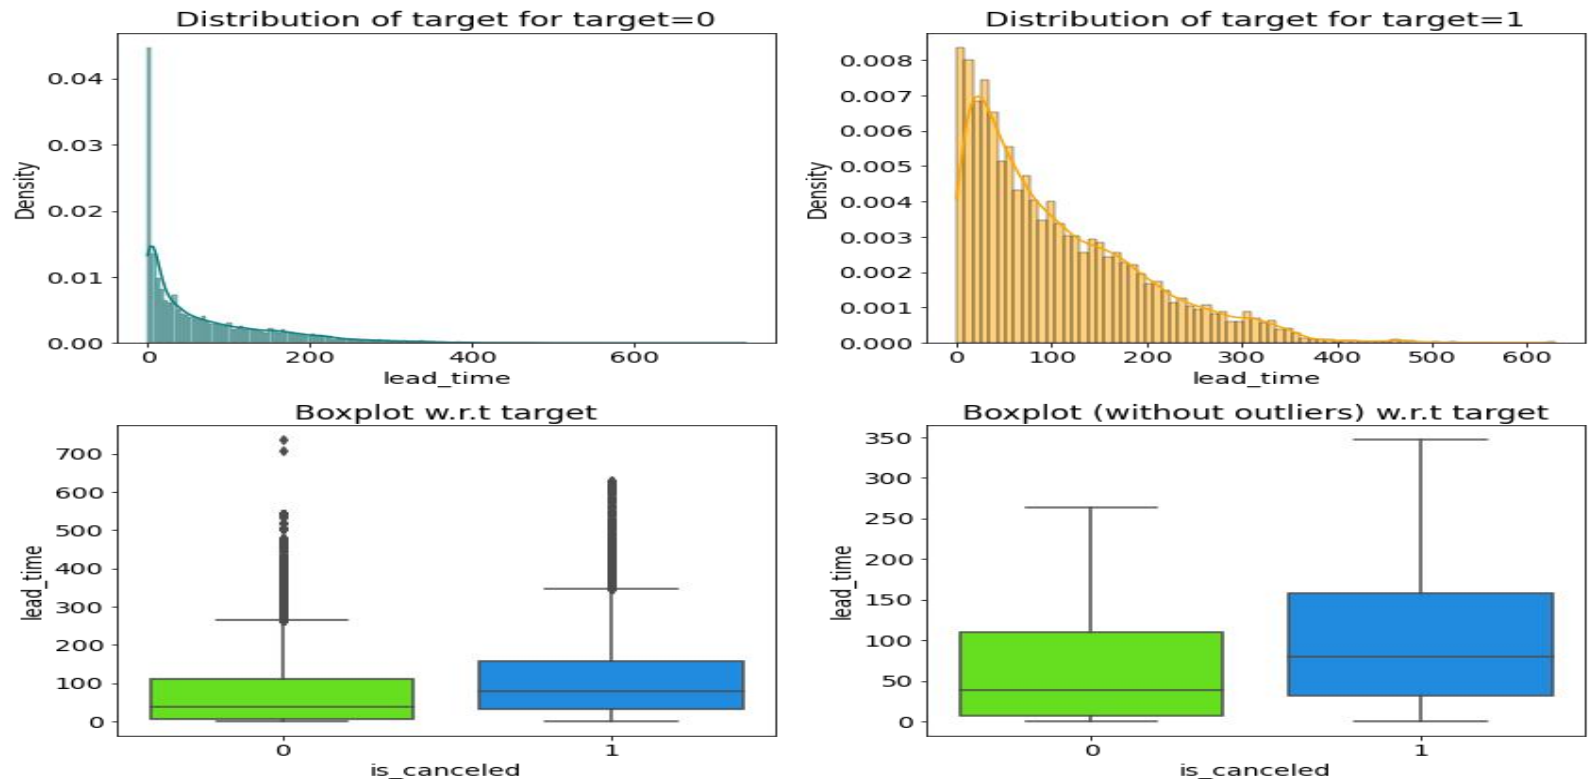 Distribution of target for target=0
0.04
0.03
0.02
0.01
0.00
Density
0 200 400 600
lead_time
Distribution of target for target=1
0.008
0.007
0.006
0.005
0.004
0.003
0.002
0.001
0.000
Density
0 100 200 300 400 500 600
lead_time
Boxplot w.r.t target
700
600
500
400
300
200
100
0
lead_time
0 1
is_canceled
Boxplot (without outliers) w.r.t target
350
300
250
200
150
100
50
0
lead_time
0 1
is_canceled